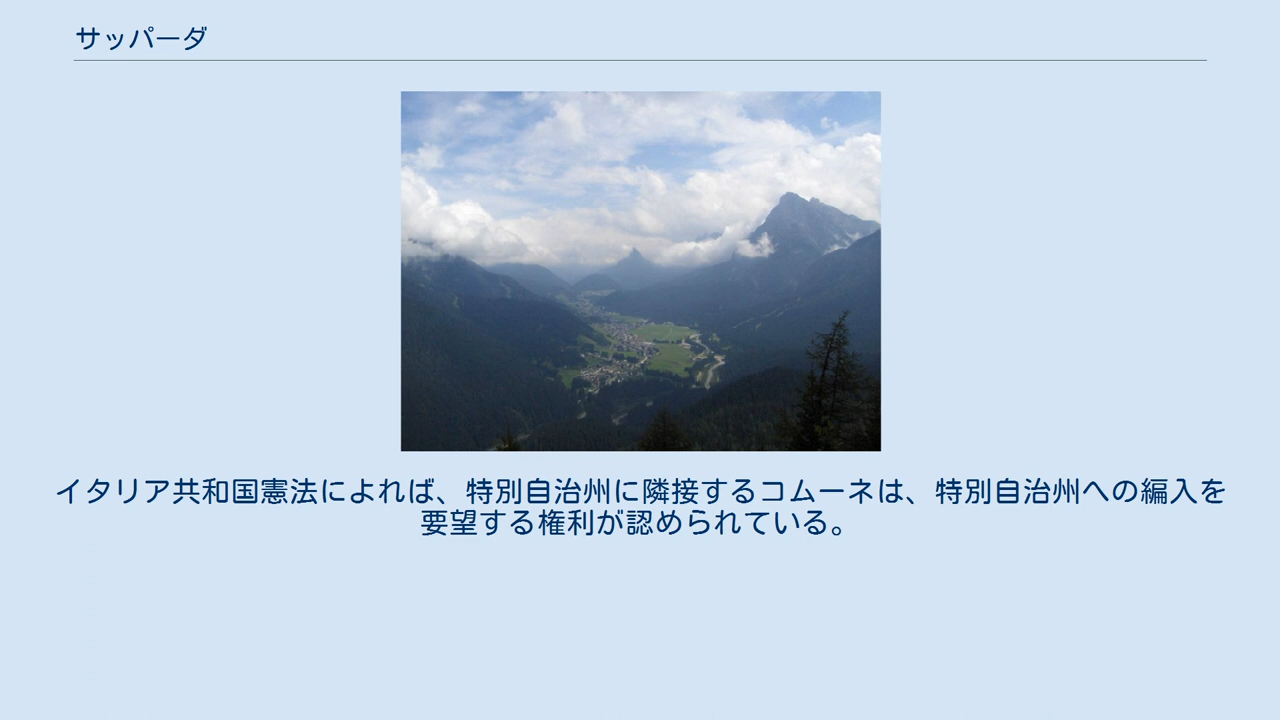 サッパーダ
イタリア共和国憲法によれば、特別自治州に隣接するコムーネは、特別自治州への編入を
要望する権利が認められている。